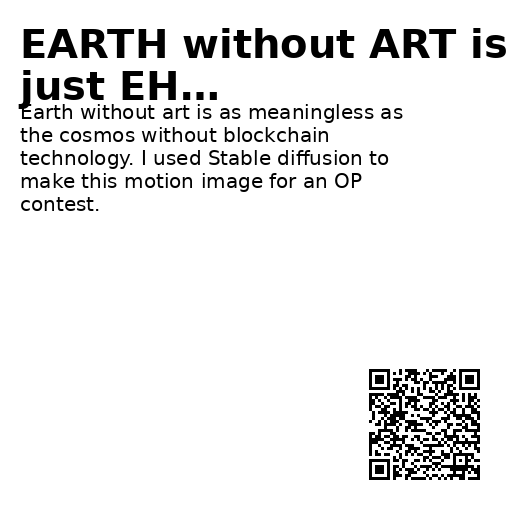 EARTH without ART is
just EH...
Earth without art is as meaningless as
the cosmos without blockchain
technology. I used Stable diffusion to
make this motion image for an OP
contest.